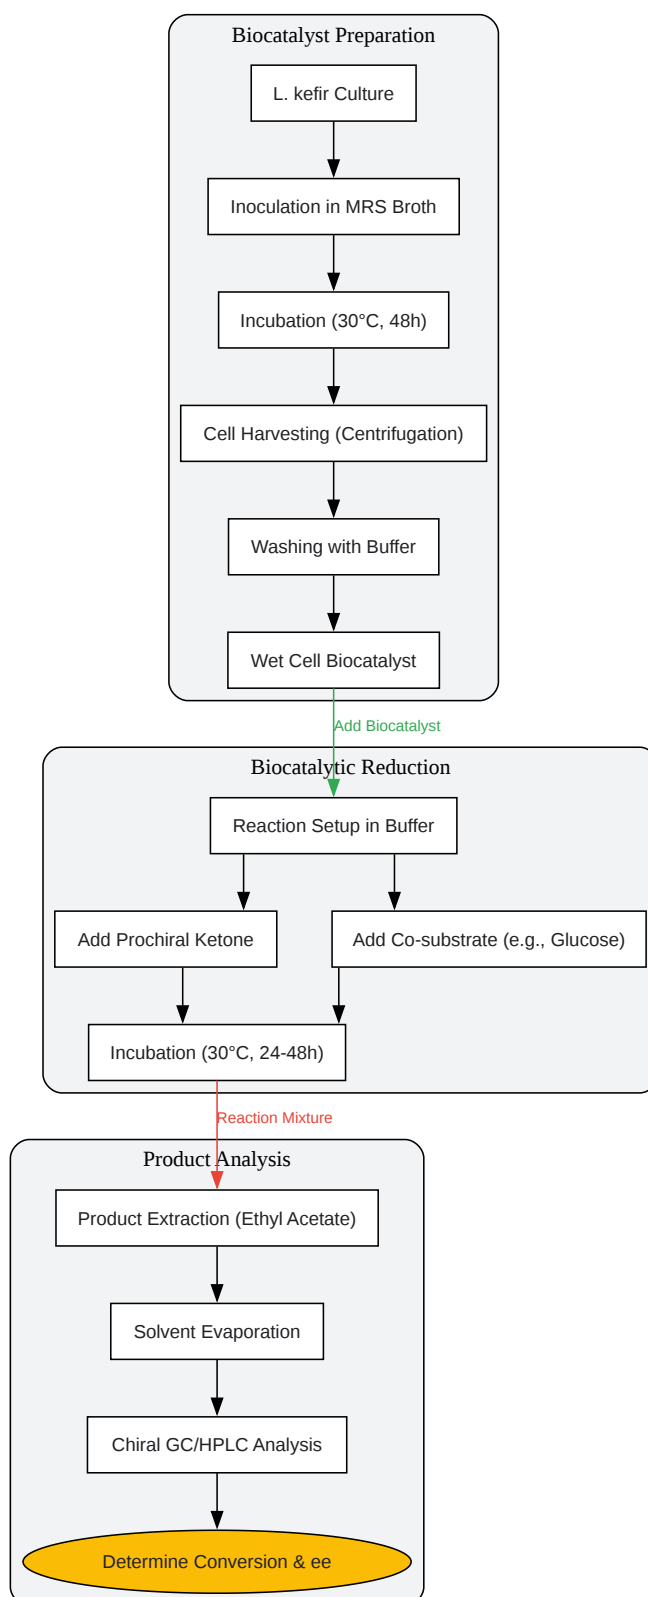 Biocatalyst Preparation
L. kefir Culture
Inoculation in MRS Broth
Incubation (30°C, 48h)
Cell Harvesting (Centrifugation)
Washing with Buffer
Wet Cell Biocatalyst
Add Biocatalyst
Biocatalytic Reduction
Reaction Setup in Buffer
Add Prochiral Ketone
Add Co-substrate (e.g., Glucose)
Incubation (30°C, 24-48h)
Reaction Mixture
Product Analysis
Product Extraction (Ethyl Acetate)
Solvent Evaporation
Chiral GC/HPLC Analysis
Determine Conversion & ee